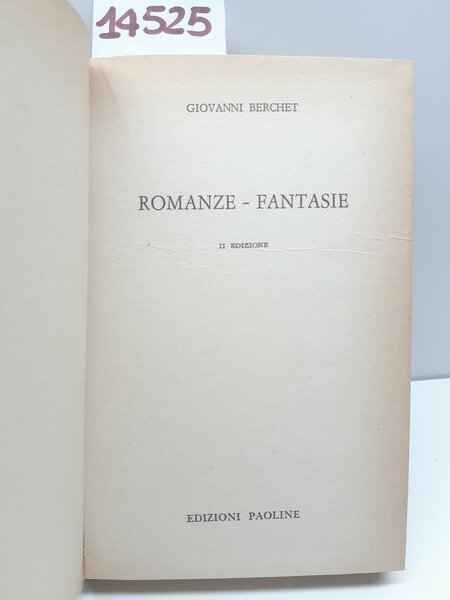 14525
GIOVANNI BERCHET
ROMANZE - FANTASIE
II EDIZIONE
EDIZIONI PAOLINE